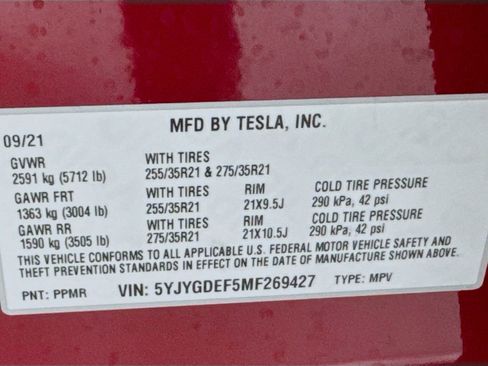 MFD BY TESLA, INC.
09/21
GVWR WITH TIRES
2591 kg (5712 lb) 255/35R21 & 275/35R21
GAWR FRT WITH TIRES RIM COLD TIRE PRESSURE
1363 kg (3004 lb) 255/35R21 21X9.5J 290 kPa, 42 psi
GAWR RR WITH TIRES RIM COLD TIRE PRESSURE
1590 kg (3505 lb) 275/35R21 21X10.5J 290 kPa, 42 psi
THIS VEHICLE CONFORMS TO ALL APPLICABLE U.S. FEDERAL MOTOR VEHICLE SAFETY AND
THEFT PREVENTION STANDARDS IN EFFECT ON THE DATE OF MANUFACTURE SHOWN ABOVE.
PNT: PPMR VIN: 5YJYGDEF5MF269427 TYPE: MPV